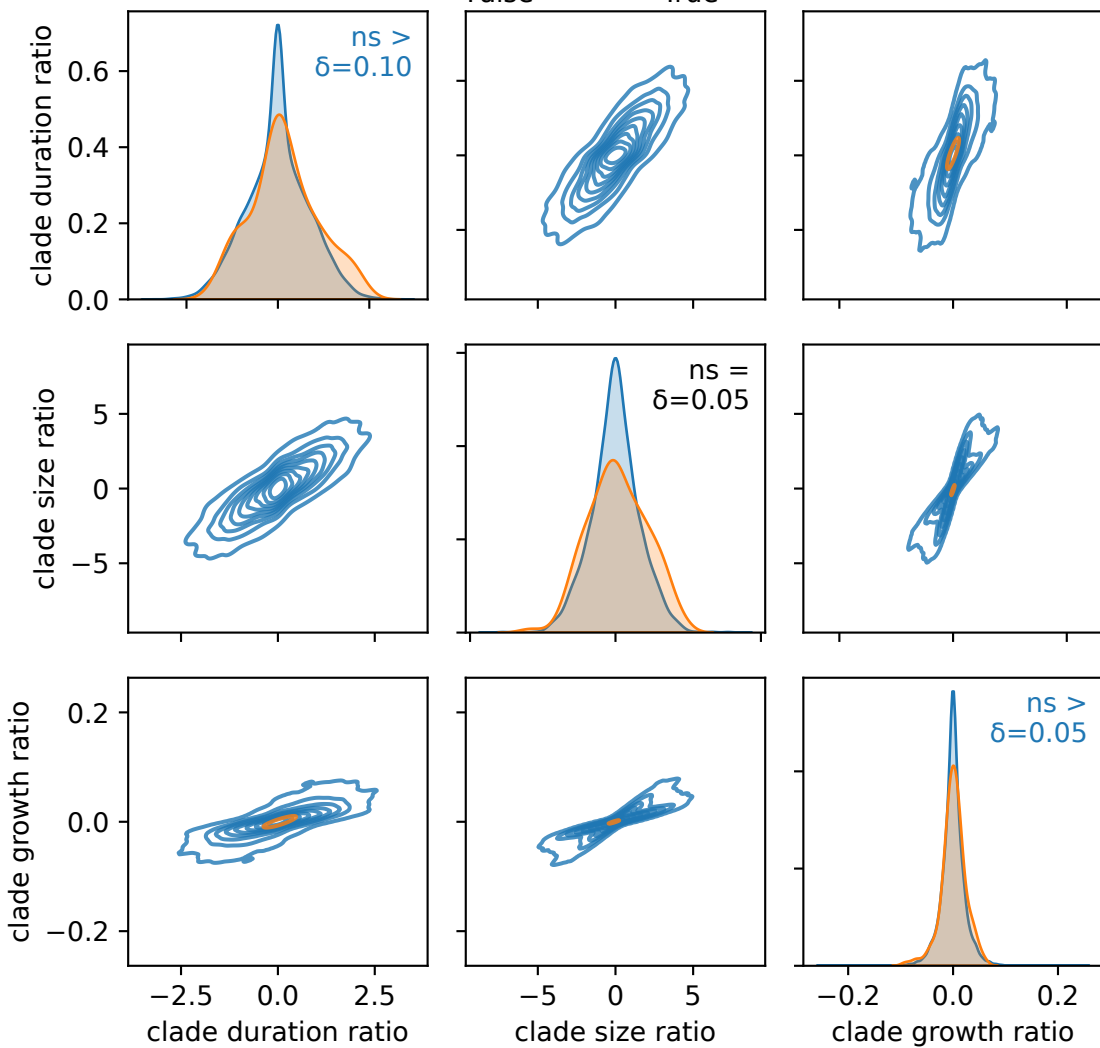 clade duration ratio
0.6
0.4
0.2
0.0
ns >
δ=0.10
clade size ratio
5
0
−5
ns =
δ=0.05
clade growth ratio
0.2
0.0
−0.2
ns >
δ=0.05
−2.5
0.0
2.5
clade duration ratio
−5
0
5
clade size ratio
−0.2
0.0
0.2
clade growth ratio